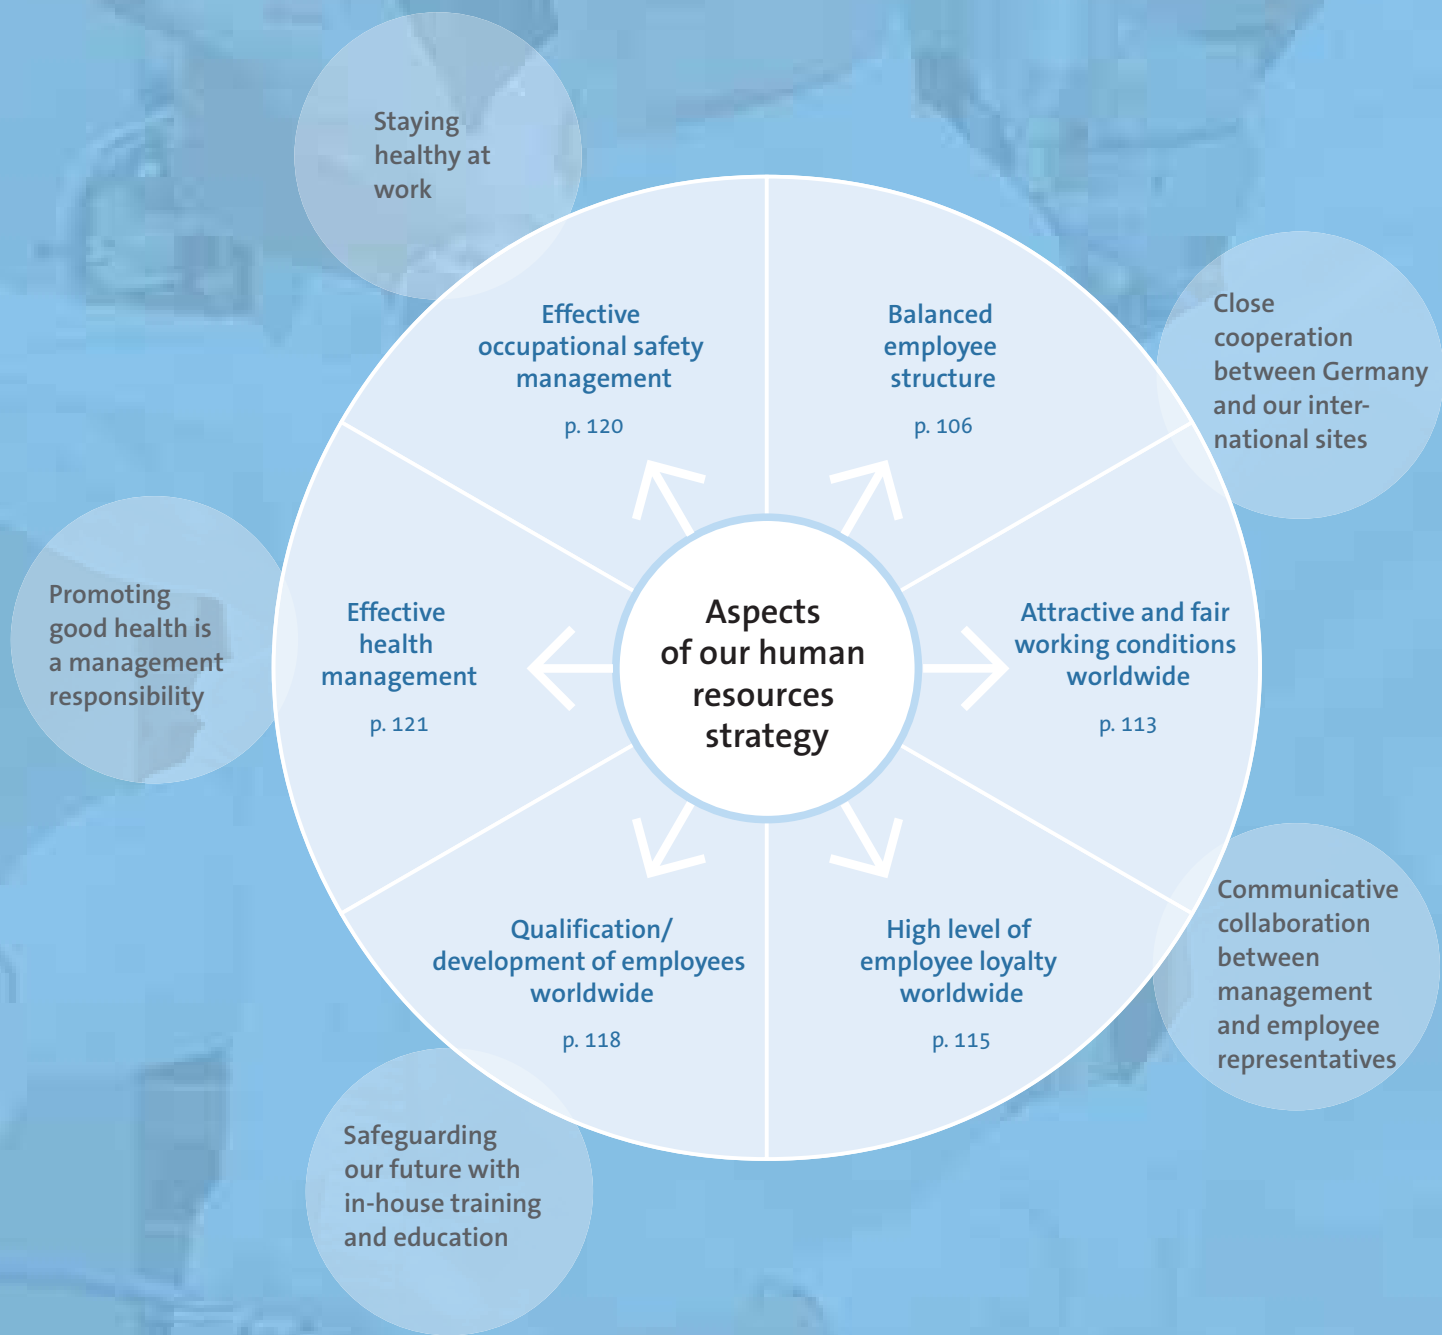 Staying
healthy at
work
Effective
occupational safety
management
p. 120
Balanced
employee
structure
p. 106
Close
cooperation
between Germany
and our inter-
national sites
Promoting
good health is
a management
responsibility
Effective
health
management
p. 121
Aspects
of our human
resources
strategy
Attractive and fair
working conditions
worldwide
p. 113
Qualification/
development of employees
worldwide
p. 118
High level of
employee loyalty
worldwide
p. 115
Communicative
collaboration
between
management
and employee
representatives
Safeguarding
our future with
in-house training
and education